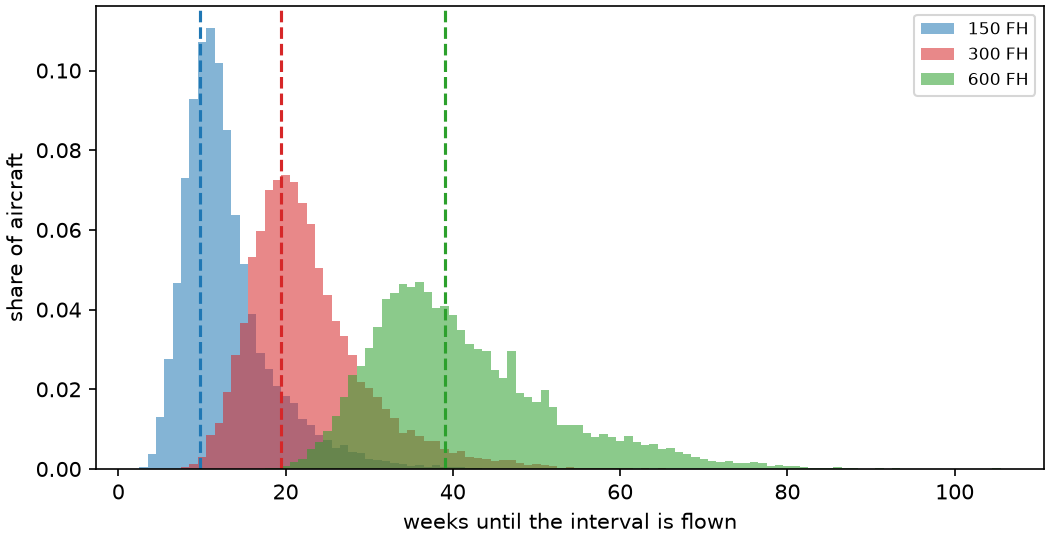 150 FH
300 FH
600 FH
share of aircraft
0.10
0.08
0.06
0.04
0.02
0.00
0 20 40 60 80 100
weeks until the interval is flown